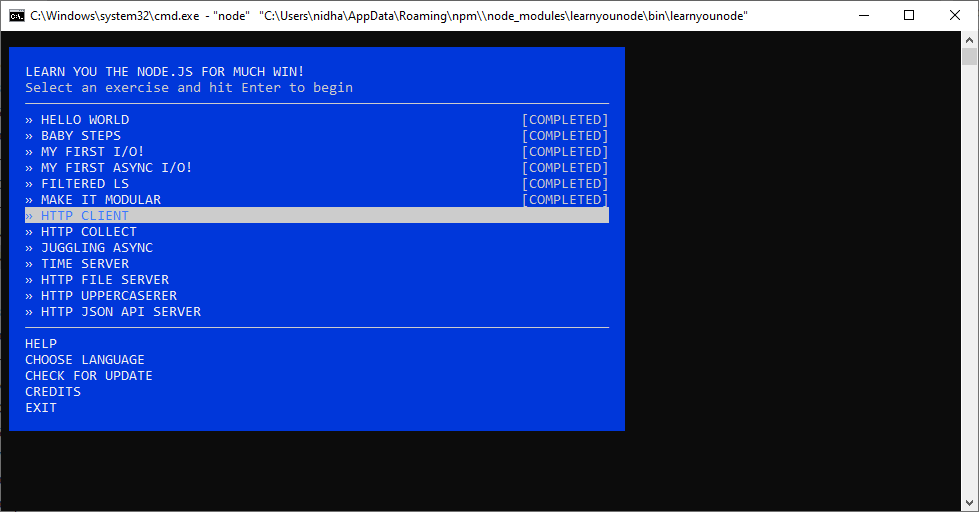 C:\Windows\system32\cmd.exe - "node" "C:\Users\nidha\AppData\Roaming\npm\\node_modules\learnyounode\bin\learnyounode"
LEARN YOU THE NODE.JS FOR MUCH WIN!
Select an exercise and hit Enter to begin
» HELLO WORLD [COMPLETED]
» BABY STEPS [COMPLETED]
» MY FIRST I/O! [COMPLETED]
» MY FIRST ASYNC I/O! [COMPLETED]
» FILTERED LS [COMPLETED]
» MAKE IT MODULAR [COMPLETED]
» HTTP CLIENT
» HTTP COLLECT
» JUGGLING ASYNC
» TIME SERVER
» HTTP FILE SERVER
» HTTP UPPERCASERER
» HTTP JSON API SERVER
HELP
CHOOSE LANGUAGE
CHECK FOR UPDATE
CREDITS
EXIT